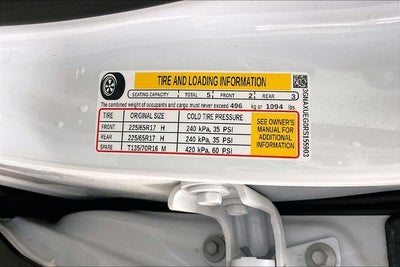 TIRE AND LOADING INFORMATION
SEATING CAPACITY TOTAL 5 FRONT 2 REAR 3
The combined weight of occupants and cargo must never exceed 496 kg or 1094 lbs.
TIRE ORIGINAL SIZE COLD TIRE PRESSURE
FRONT 225/65R17 H 240 kPa, 35 PSI
REAR 225/65R17 H 240 kPa, 35 PSI
SPARE T135/70R16 M 420 kPa, 60 PSI
SEE OWNER'S
MANUAL FOR
ADDITIONAL
INFORMATION